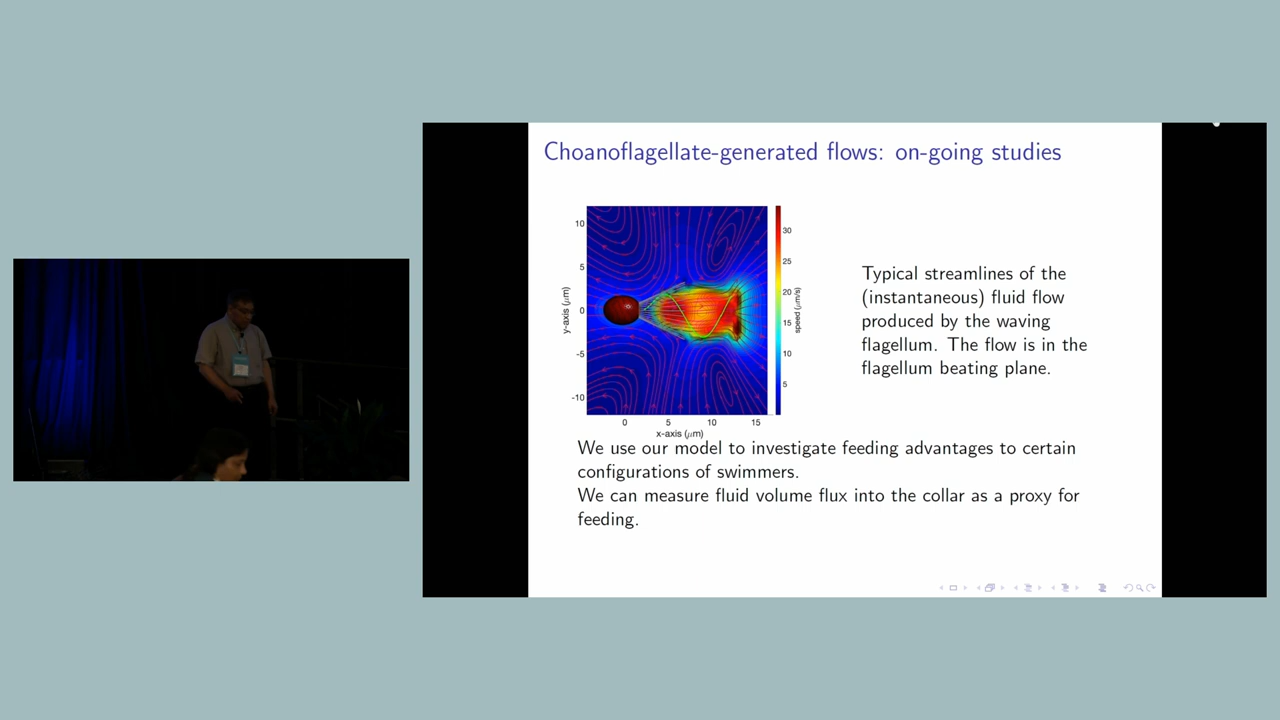 Choanoflagellate-generated flows: on-going studies
10
5
0
-5
-10
y-axis (μm)
0 5 10 15
x-axis (μm)
30
25
20
15
10
5
speed (μm/s)
Typical streamlines of the
(instantaneous) fluid flow
produced by the waving
flagellum. The flow is in the
flagellum beating plane.
We use our model to investigate feeding advantages to certain
configurations of swimmers.
We can measure fluid volume flux into the collar as a proxy for
feeding.